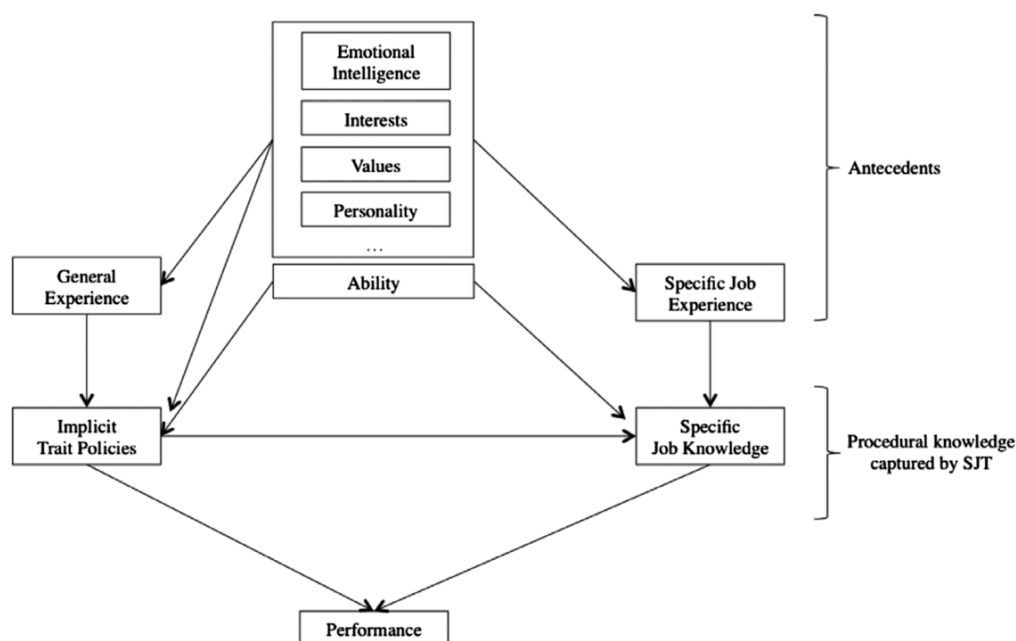 Emotional
Intelligence
Interests
Values
Personality
...
Ability
General
Experience
Specific Job
Experience
Antecedents
Implicit
Trait Policies
Specific
Job Knowledge
Procedural knowledge
captured by SJT
Performance